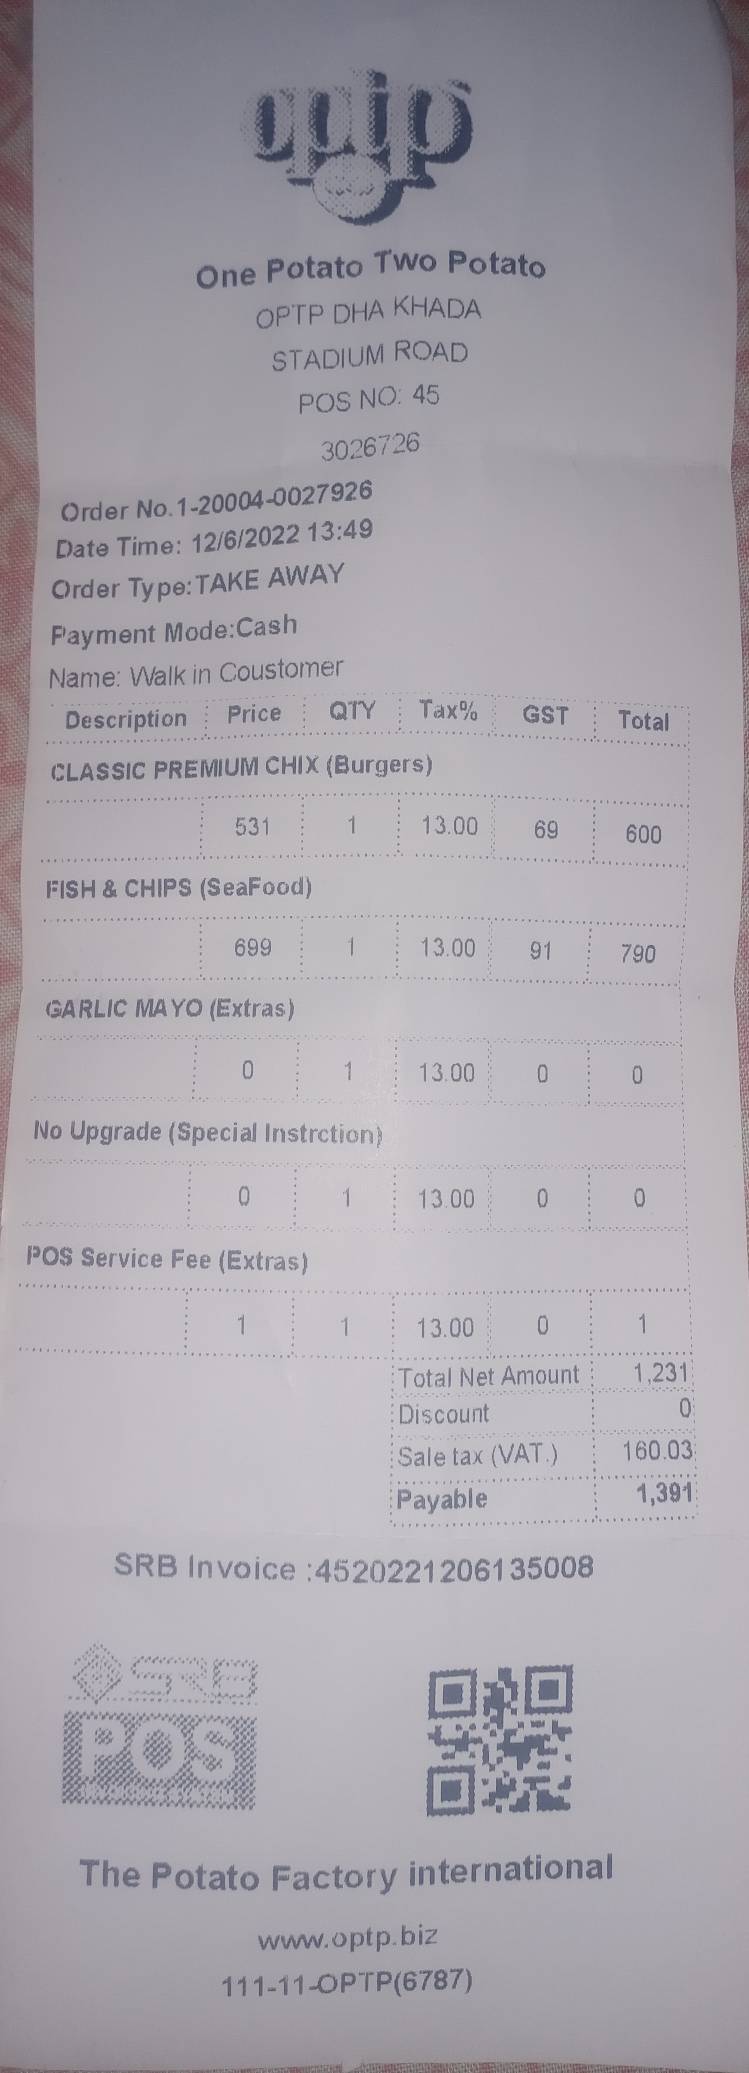 optp
One Potato Two Potato
OPTP DHA KHADA
STADIUM ROAD
POS NO: 45
3026726
Order No.1-20004-0027926
Date Time: 12/6/2022 13:49
Order Type:TAKE AWAY
Payment Mode:Cash
Name: Walk in Coustomer
Description Price QTY Tax% GST Total
CLASSIC PREMIUM CHIX (Burgers)
531 1 13.00 69 600
FISH & CHIPS (SeaFood)
699 1 13.00 91 790
GARLIC MAYO (Extras)
0 1 13.00 0 0
No Upgrade (Special Instrction)
0 1 13.00 0 0
POS Service Fee (Extras)
1 1 13.00 0 1
Total Net Amount 1,231
Discount 0
Sale tax (VAT.) 160.03
Payable 1,391
SRB Invoice :4520221206135008
SRB
POS
The Potato Factory international
www.optp.biz
111-11-OPTP(6787)